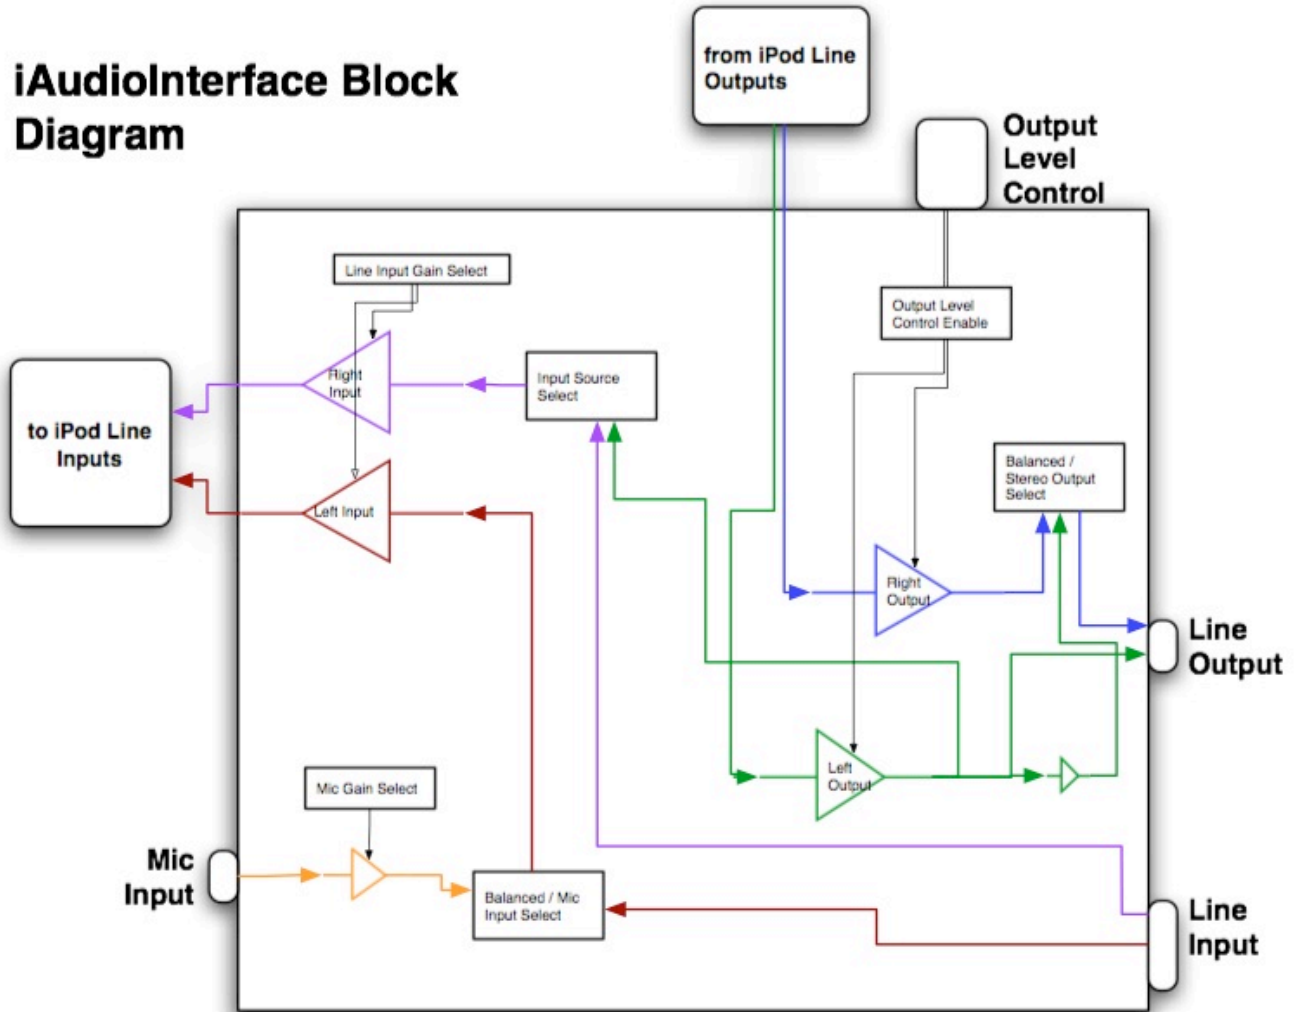 iAudioInterface Block
Diagram
from iPod Line
Outputs
Output
Level
Control
Line Input Gain Select
Output Level
Control Enable
Right
Input
Input Source
Select
to iPod Line
Inputs
Balanced /
Stereo Output
Select
Left Input
Right
Output
Line
Output
Left
Output
Mic Gain Select
Mic
Input
Balanced / Mic
Input Select
Line
Input